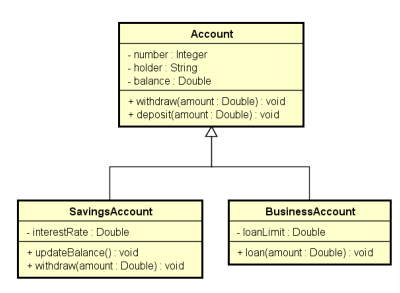 Account
- number : Integer
- holder : String
- balance : Double
+ withdraw(amount : Double) : void
+ deposit(amount : Double) : void
SavingsAccount
- interestRate : Double
+ updateBalance() : void
+ withdraw(amount : Double) : void
BusinessAccount
- loanLimit : Double
+ loan(amount : Double) : void